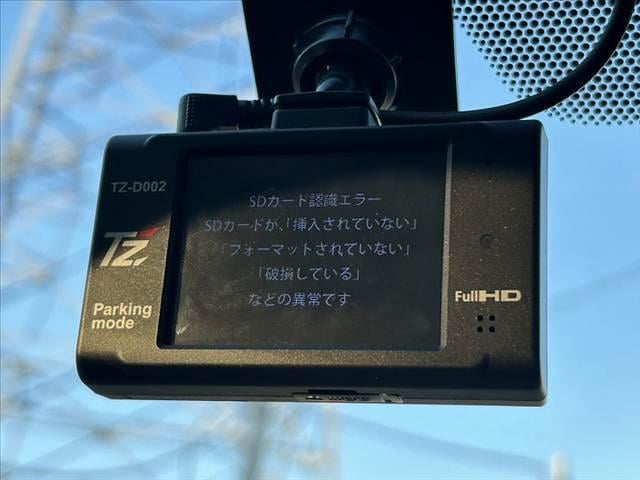 TZ-D002
TZ
Parking
mode
SDカード認識エラー
SDカードが、「挿入されていない」
「フォーマットされていない」
「破損している」
などの異常です
Full HD